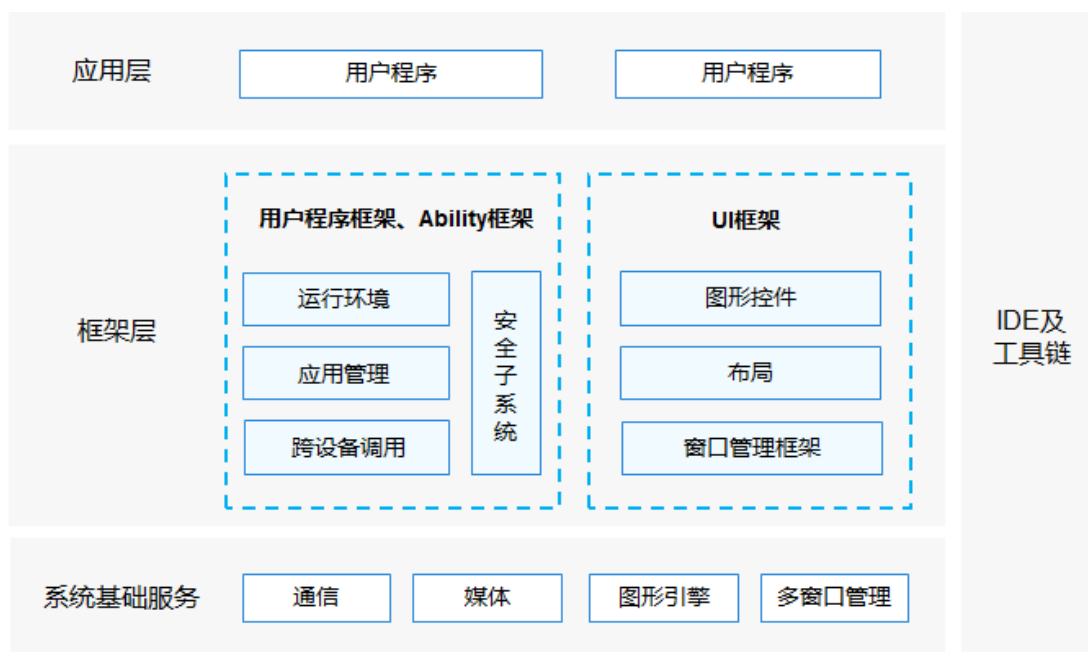 应用层
用户程序
用户程序
框架层
用户程序框架、Ability框架
运行环境
应用管理
跨设备调用
安全子系统
UI框架
图形控件
布局
窗口管理框架
系统基础服务
通信
媒体
图形引擎
多窗口管理
IDE及
工具链